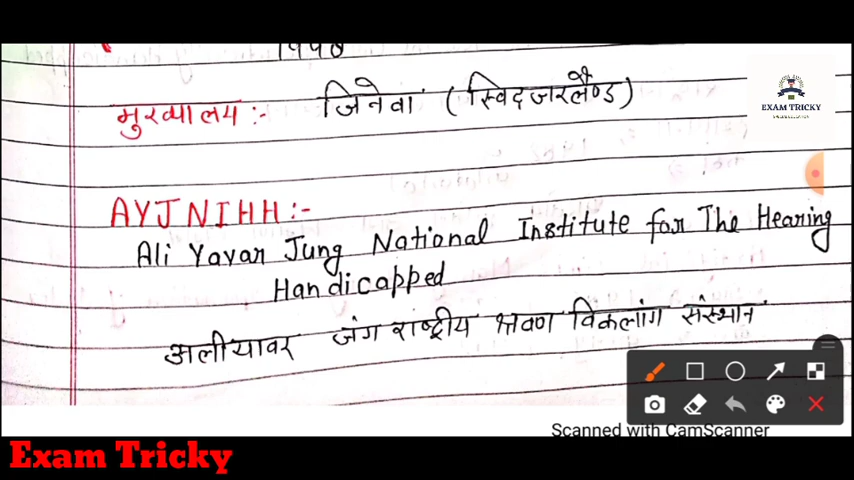 मुख्यालय :- जिनेवा (स्विटजरलैण्ड)
EXAM TRICKY
AYJNIHH:-
Ali Yavar Jung National Institute for The Hearing
Handicapped
अलीयावर जंग राष्ट्रीय श्रवण विकलांग संस्थान
Scanned with CamScanner
Exam Tricky